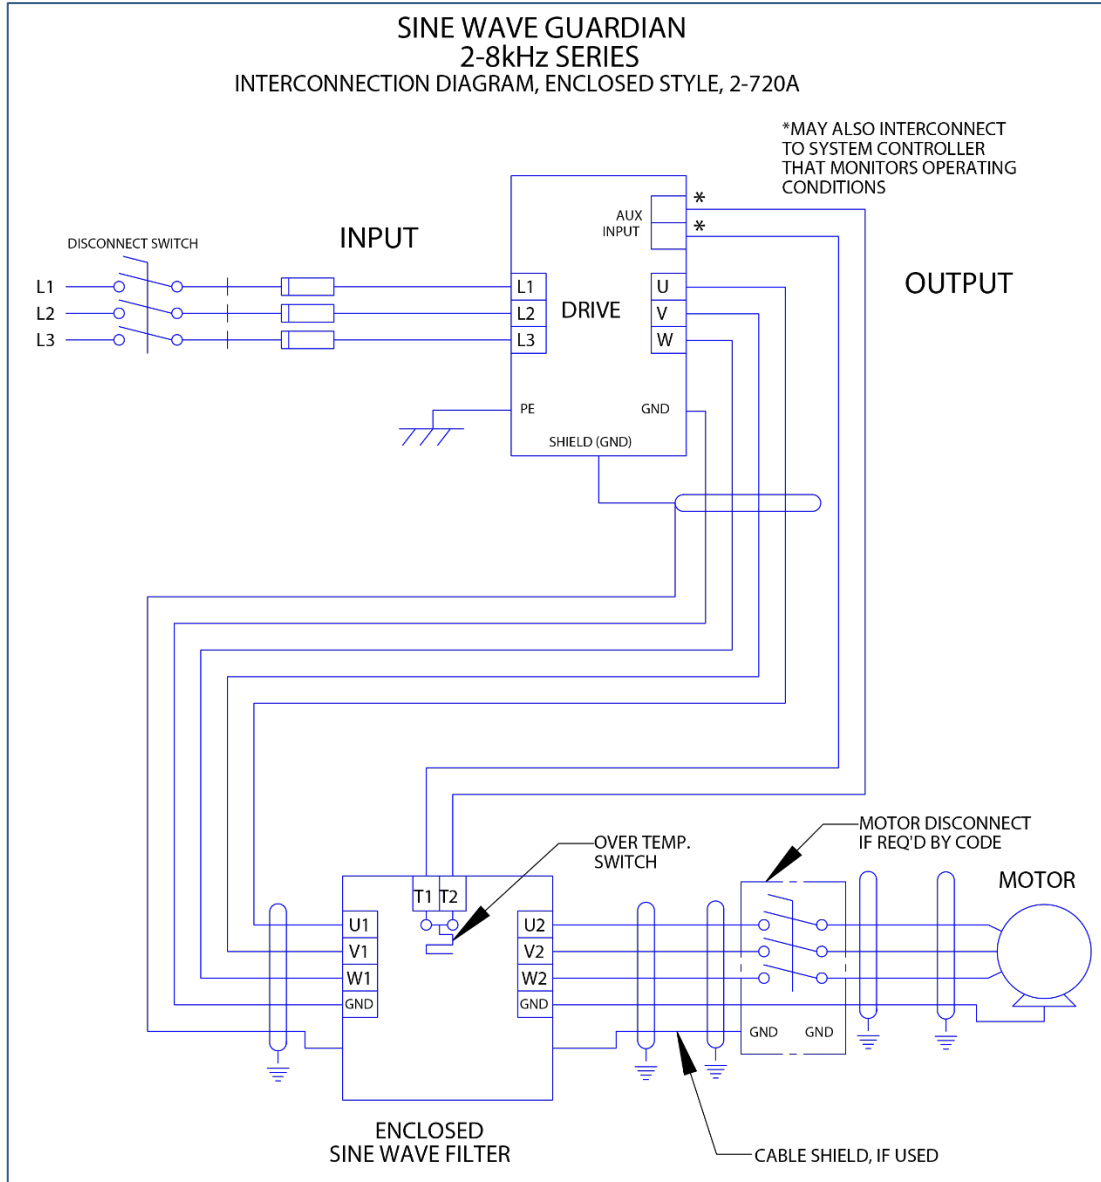 SINE WAVE GUARDIAN
2-8kHz SERIES
INTERCONNECTION DIAGRAM, ENCLOSED STYLE, 2-720A
*MAY ALSO INTERCONNECT
TO SYSTEM CONTROLLER
THAT MONITORS OPERATING
CONDITIONS
AUX
INPUT
*
*
DISCONNECT SWITCH
INPUT
OUTPUT
L1
L2
L3
L1
L2
L3
DRIVE
U
V
W
PE
GND
SHIELD (GND)
OVER TEMP.
SWITCH
MOTOR DISCONNECT
IF REQ'D BY CODE
MOTOR
T1 T2
U1
V1
W1
GND
U2
V2
W2
GND
GND GND
ENCLOSED
SINE WAVE FILTER
CABLE SHIELD, IF USED